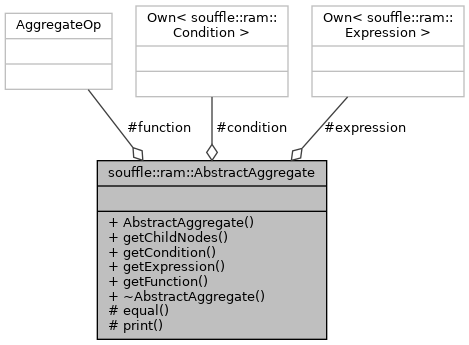 AggregateOp
Own< souffle::ram::
Condition >
Own< souffle::ram::
Expression >
#function
#condition
#expression
souffle::ram::AbstractAggregate
+ AbstractAggregate()
+ getChildNodes()
+ getCondition()
+ getExpression()
+ getFunction()
+ ~AbstractAggregate()
# equal()
# print()